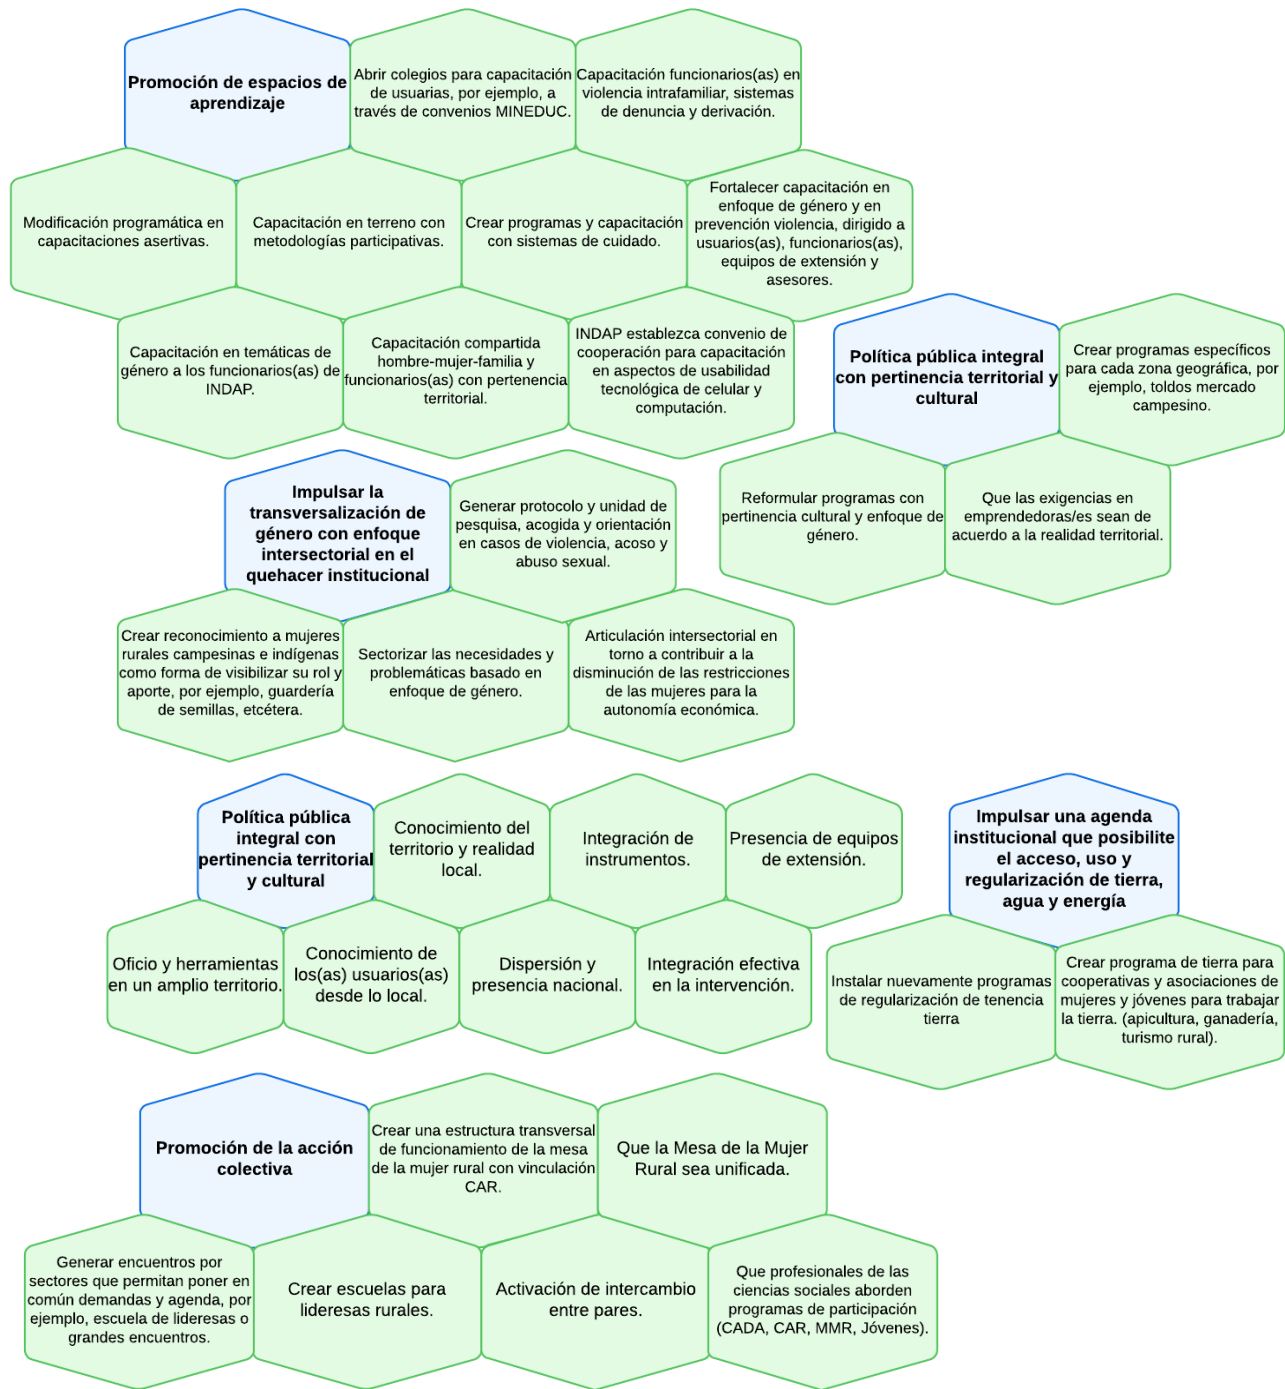 Promoción de espacios de
aprendizaje
Abrir colegios para capacitación
de usuarias, por ejemplo, a
través de convenios MINEDUC.
Capacitación funcionarios(as) en
violencia intrafamiliar, sistemas
de denuncia y derivación.
Modificación programática en
capacitaciones asertivas.
Capacitación en terreno con
metodologías participativas.
Crear programas y capacitación
con sistemas de cuidado.
Fortalecer capacitación en
enfoque de género y en
prevención violencia, dirigido a
usuarios(as), funcionarios(as),
equipos de extensión y
asesores.
Capacitación en temáticas de
género a los funcionarios(as) de
INDAP.
Capacitación compartida
hombre-mujer-familia y
funcionarios(as) con pertenencia
territorial.
INDAP establezca convenio de
cooperación para capacitación
en aspectos de usabilidad
tecnológica de celular y
computación.
Política pública integral
con pertinencia territorial y
cultural
Crear programas específicos
para cada zona geográfica, por
ejemplo, toldos mercado
campesino.
Reformular programas con
pertinencia cultural y enfoque de
género.
Que las exigencias en
emprendedoras/es sean de
acuerdo a la realidad territorial.
Impulsar la
transversalización de
género con enfoque
intersectorial en el
quehacer institucional
Generar protocolo y unidad de
pesquisa, acogida y orientación
en casos de violencia, acoso y
abuso sexual.
Crear reconocimiento a mujeres
rurales campesinas e indígenas
como forma de visibilizar su rol y
aporte, por ejemplo, guardería
de semillas, etcétera.
Sectorizar las necesidades y
problemáticas basado en
enfoque de género.
Articulación intersectorial en
torno a contribuir a la
disminución de las restricciones
de las mujeres para la
autonomía económica.
Política pública
integral con
pertinencia territorial
y cultural
Conocimiento del
territorio y realidad
local.
Integración de
instrumentos.
Presencia de equipos
de extensión.
Oficio y herramientas
en un amplio territorio.
Conocimiento de
los(as) usuarios(as)
desde lo local.
Dispersión y
presencia nacional.
Integración efectiva
en la intervención.
Impulsar una agenda
institucional que posibilite
el acceso, uso y
regularización de tierra,
agua y energía
Instalar nuevamente programas
de regularización de tenencia
tierra
Crear programa de tierra para
cooperativas y asociaciones de
mujeres y jóvenes para trabajar
la tierra. (apicultura, ganadería,
turismo rural).
Promoción de la acción
colectiva
Crear una estructura transversal
de funcionamiento de la mesa
de la mujer rural con vinculación
CAR.
Que la Mesa de la Mujer
Rural sea unificada.
Generar encuentros por
sectores que permitan poner en
común demandas y agenda, por
ejemplo, escuela de lideresas o
grandes encuentros.
Crear escuelas para
lideresas rurales.
Activación de intercambio
entre pares.
Que profesionales de las
ciencias sociales aborden
programas de participación
(CADA, CAR, MMR, Jóvenes).